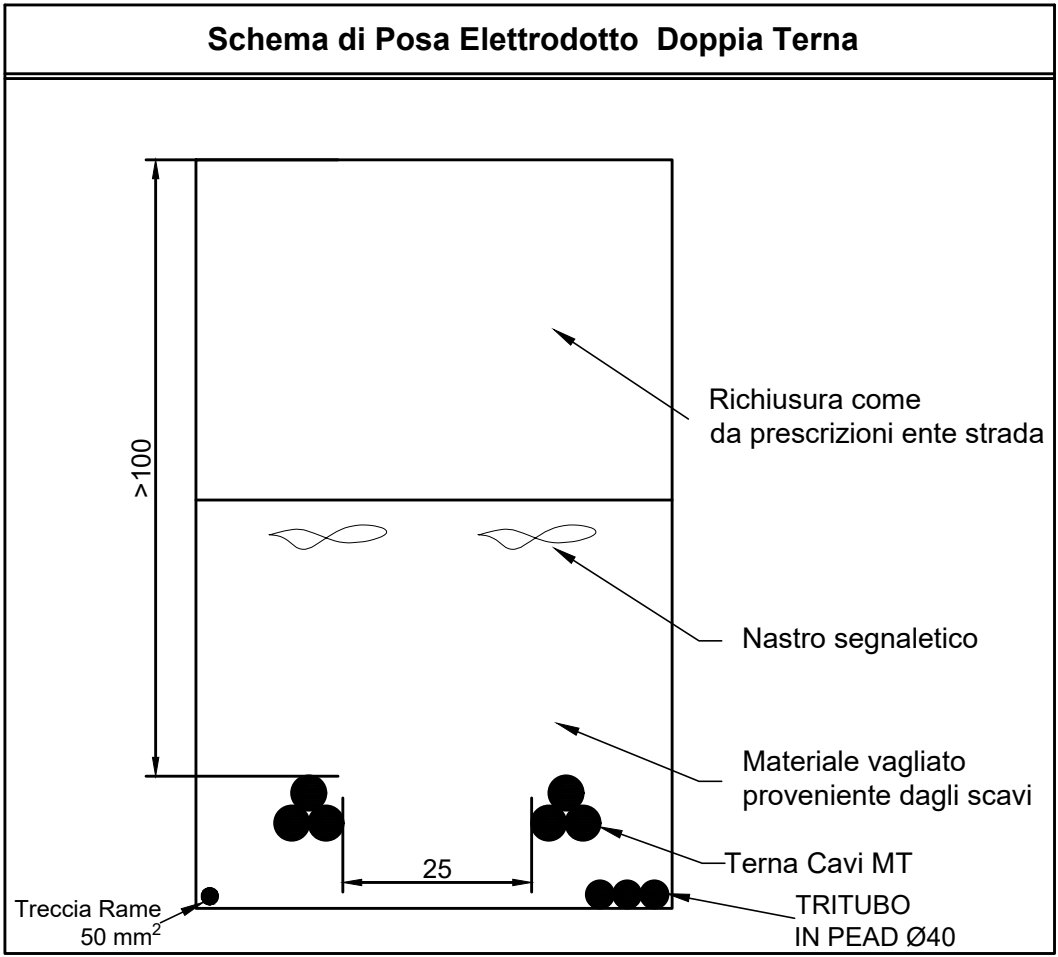 Schema di Posa Elettrodotto Doppia Terna
>100
Richiusura come
da prescrizioni ente strada
Nastro segnaletico
Materiale vagliato
proveniente dagli scavi
Terna Cavi MT
25
TRITUBO
IN PEAD Ø40
Treccia Rame
50 mm²